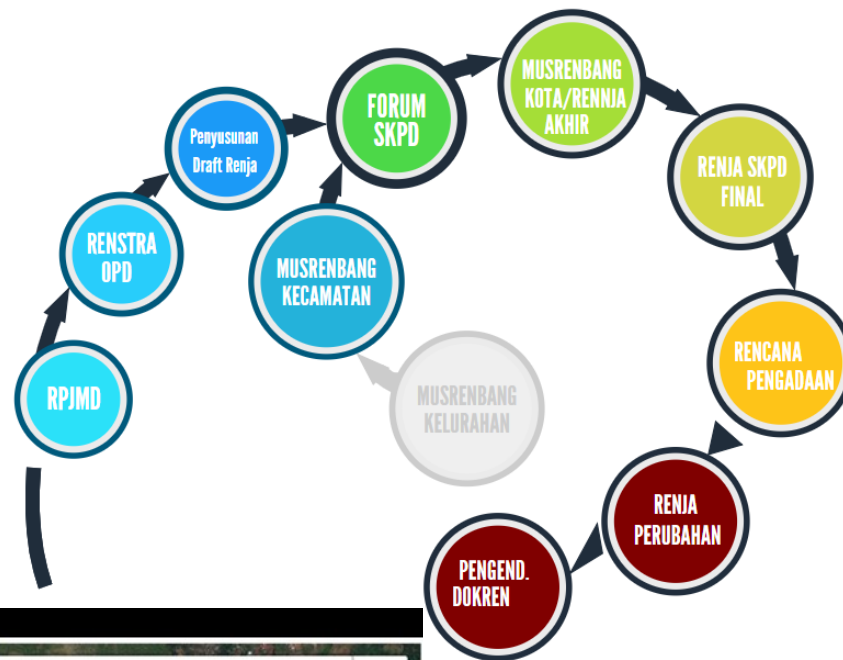 RPJMD
RENSTRA
OPD
Penyusunan
Draft Renja
FORUM
SKPD
MUSRENBANG
KECAMATAN
MUSRENBANG
KELURAHAN
MUSRENBANG
KOTA/RENNJA
AKHIR
RENJA SKPD
FINAL
RENCANA
PENGADAAN
RENJA
PERUBAHAN
PENGEND.
DOKREN